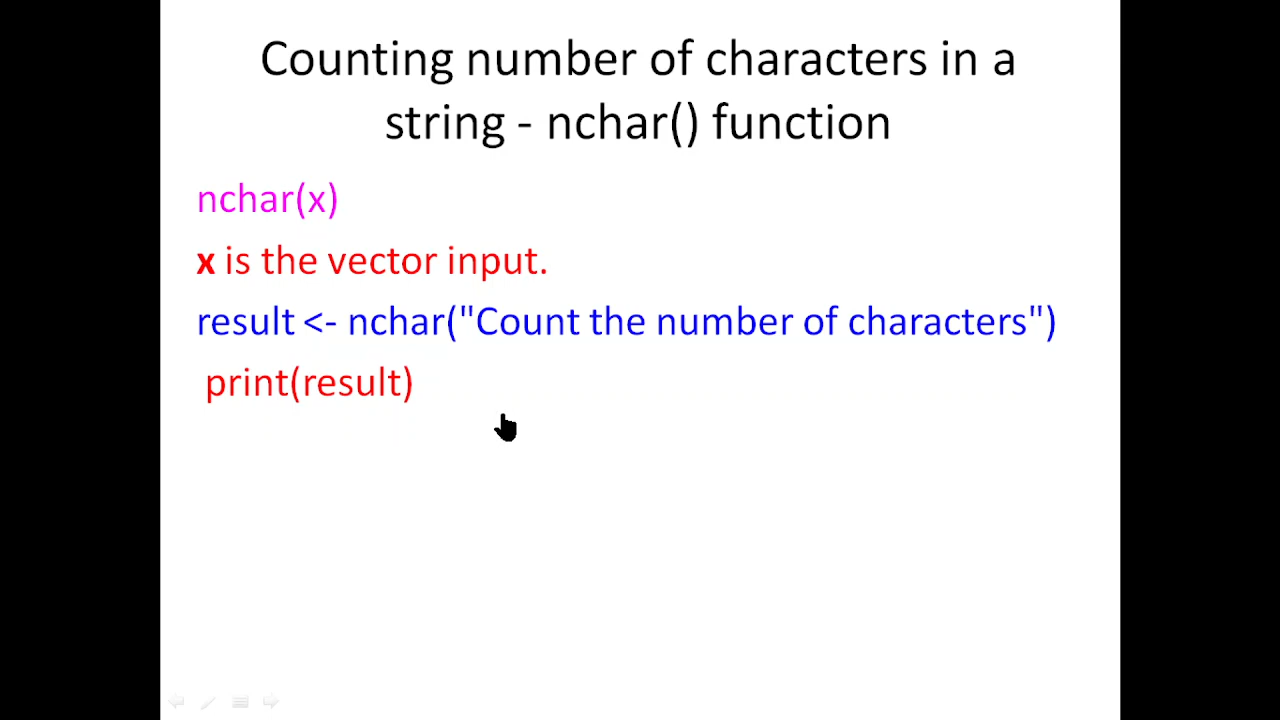 Counting number of characters in a
string - nchar() function
nchar(x)
x is the vector input.
result <- nchar("Count the number of characters")
print(result)